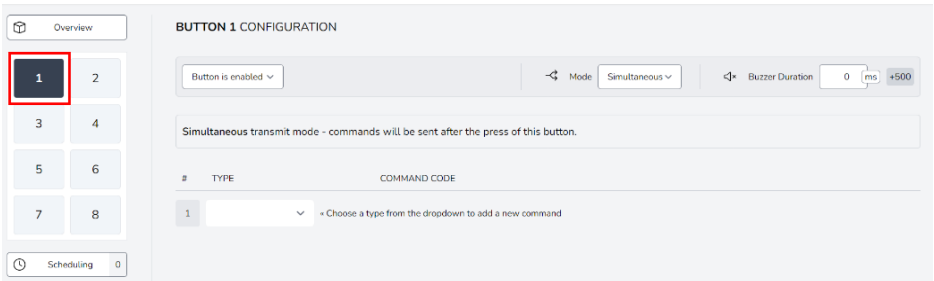 Overview
BUTTON 1 CONFIGURATION
1 2
Button is enabled
Mode Simultaneous
Buzzer Duration 0 ms +500
3 4
Simultaneous transmit mode - commands will be sent after the press of this button.
5 6
# TYPE COMMAND CODE
7 8
1 « Choose a type from the dropdown to add a new command
Scheduling 0